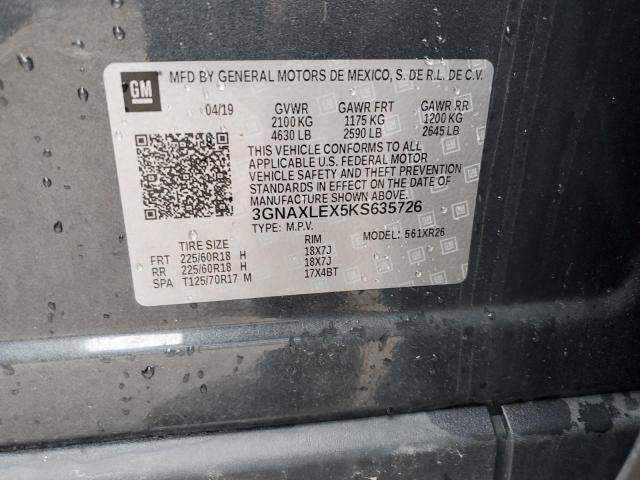 GM
MFD BY GENERAL MOTORS DE MEXICO, S. DE R.L. DE C.V.
04/19 GVWR GAWR FRT GAWR RR
2100 KG 1175 KG 1200 KG
4630 LB 2590 LB 2645 LB
THIS VEHICLE CONFORMS TO ALL
APPLICABLE U.S. FEDERAL MOTOR
VEHICLE SAFETY AND THEFT PREVENTION
STANDARDS IN EFFECT ON THE DATE OF
MANUFACTURE SHOWN ABOVE.
3GNAXLEX5KS635726
TYPE: M.P.V. MODEL: 561XR26
TIRE SIZE RIM
FRT 225/60R18 H 18X7J
RR 225/60R18 H 18X7J
SPA T125/70R17 M 17X4BT